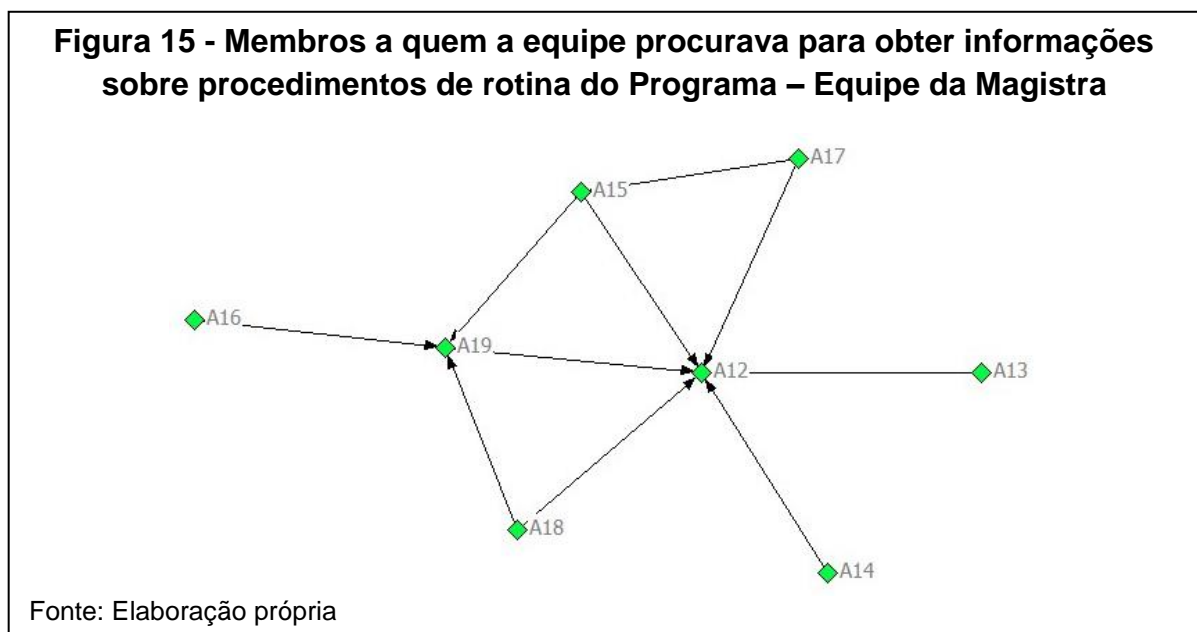 Figura 15 - Membros a quem a equipe procurava para obter informações
sobre procedimentos de rotina do Programa – Equipe da Magistra
A17
A15
A16
A19
A12
A13
A18
A14
Fonte: Elaboração própria